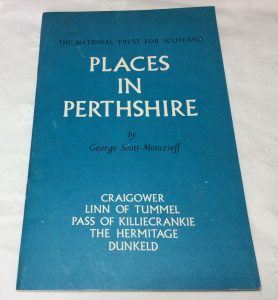 THE NATIONAL TRUST FOR SCOTLAND
PLACES
IN
PERTHSHIRE
by
George Scott-Moncrieff
CRAIGOWER
LINN OF TUMMEL
PASS OF KILLIECRANKIE
THE HERMITAGE
DUNKELD